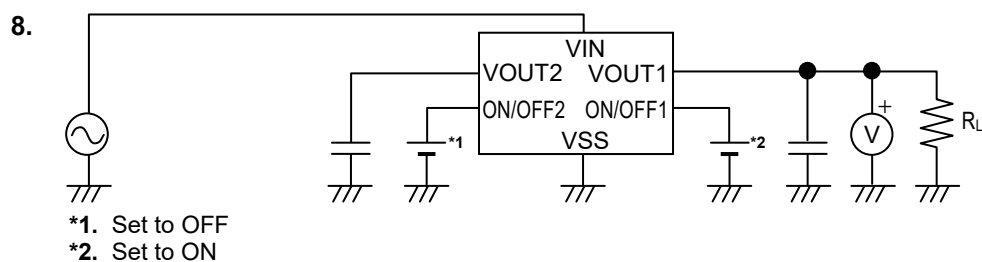 8.
VIN
VOUT2 VOUT1
ON/OFF2 ON/OFF1
VSS
*1 *2
+
V
RL
*1. Set to OFF
*2. Set to ON